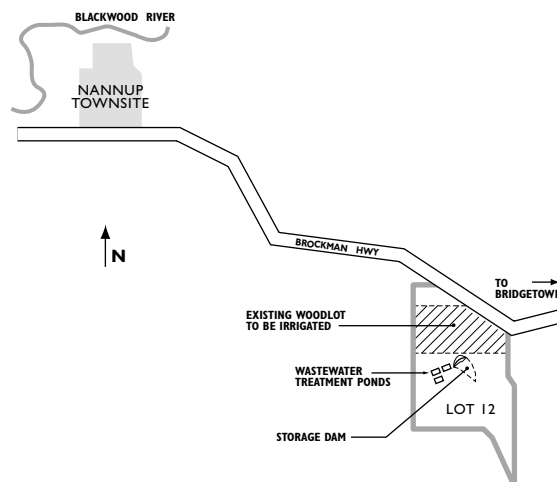 BLACKWOOD RIVER
NANNUP
TOWNSITE
BROCKMAN HWY
N
TO
BRIDGETOWN
EXISTING WOODLOT
TO BE IRRIGATED
WASTEWATER
TREATMENT PONDS
LOT 12
STORAGE DAM